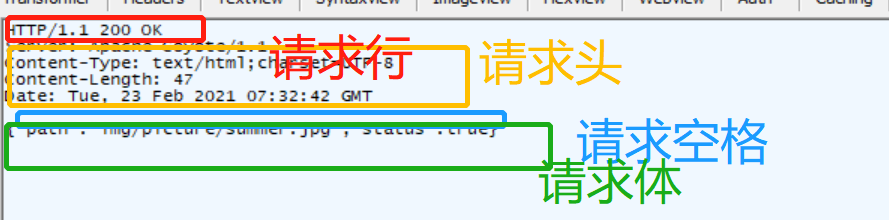 Transformer Headers TextView SyntaxView ImageView HexView WebView Auth Caching
HTTP/1.1 200 OK
Server: Apache-Coyote/1.1
Content-Type: text/html;charset=UTF-8
Content-Length: 47
Date: Tue, 23 Feb 2021 07:32:42 GMT
{"path":"img/picture/summer.jpg","status":true}
请求行
请求头
请求空格
请求体